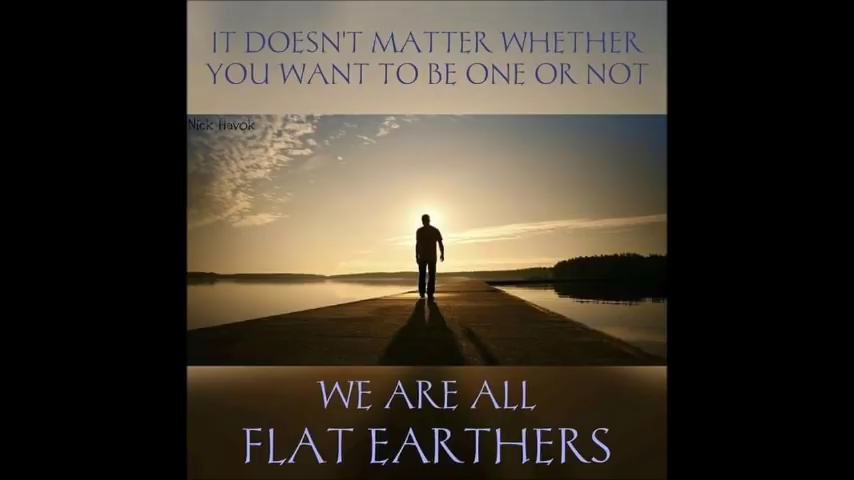 IT DOESN'T MATTER WHETHER
YOU WANT TO BE ONE OR NOT
Nick Havok
WE ARE ALL
FLAT EARTHERS